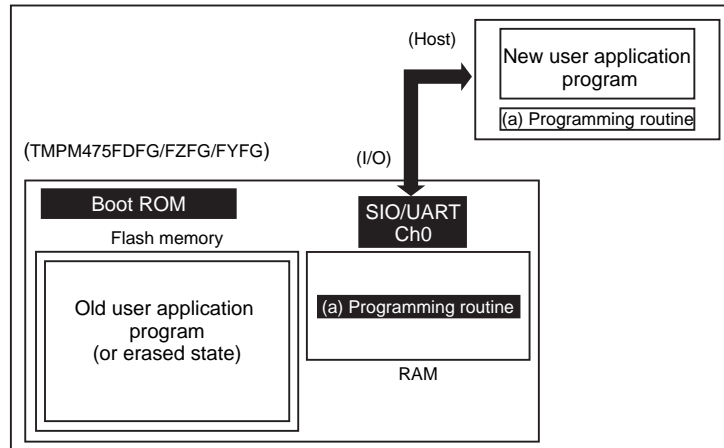 (Host)
New user application
program
(a) Programming routine
(TMPM475FDFG/FZFG/FYFG)
(I/O)
Boot ROM
SIO/UART
Ch0
Flash memory
Old user application
program
(or erased state)
(a) Programming routine
RAM